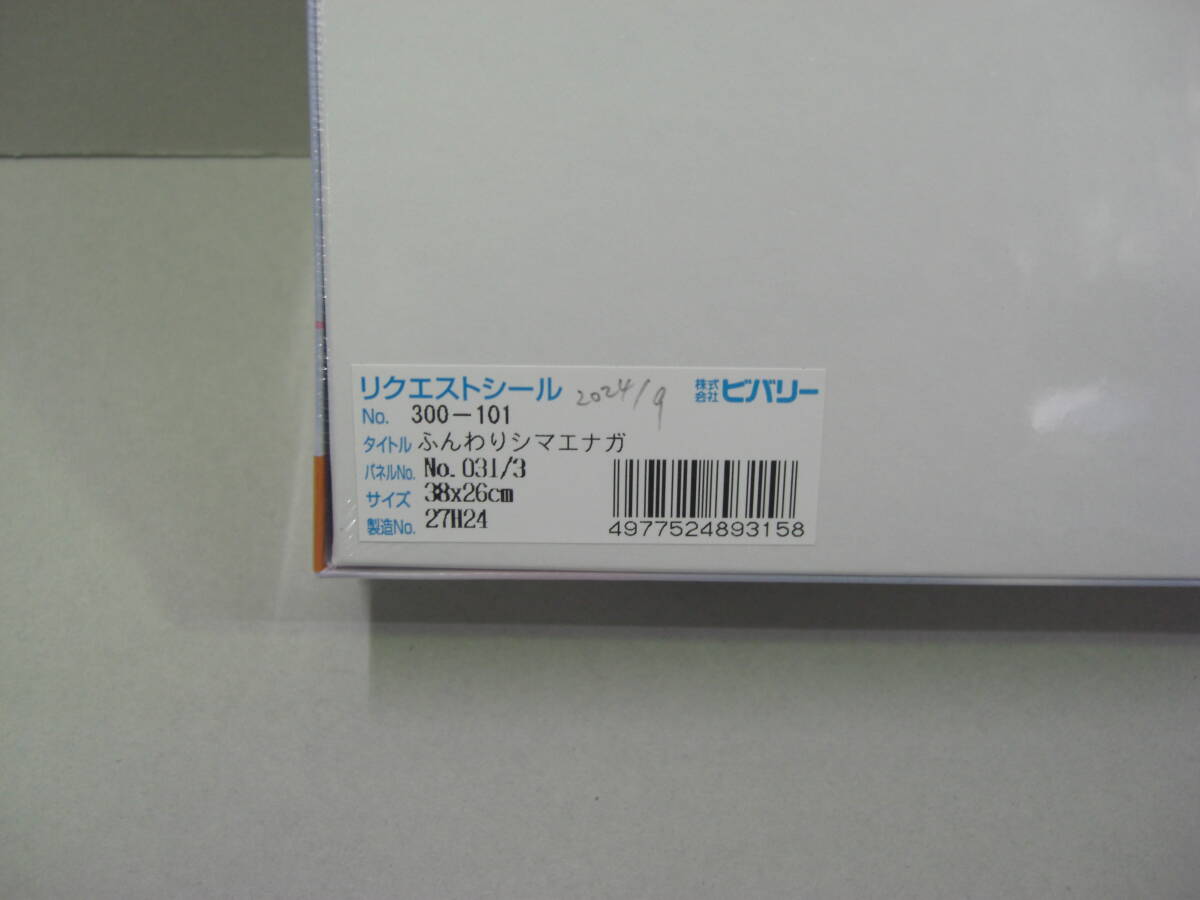 リクエストシール 2024/9 株式会社 ビバリー
No. 300-101
タイトル ふんわりシマエナガ
パネルNo. No.031/3
サイズ 38x26cm
製造No. 27H24
4977524893158